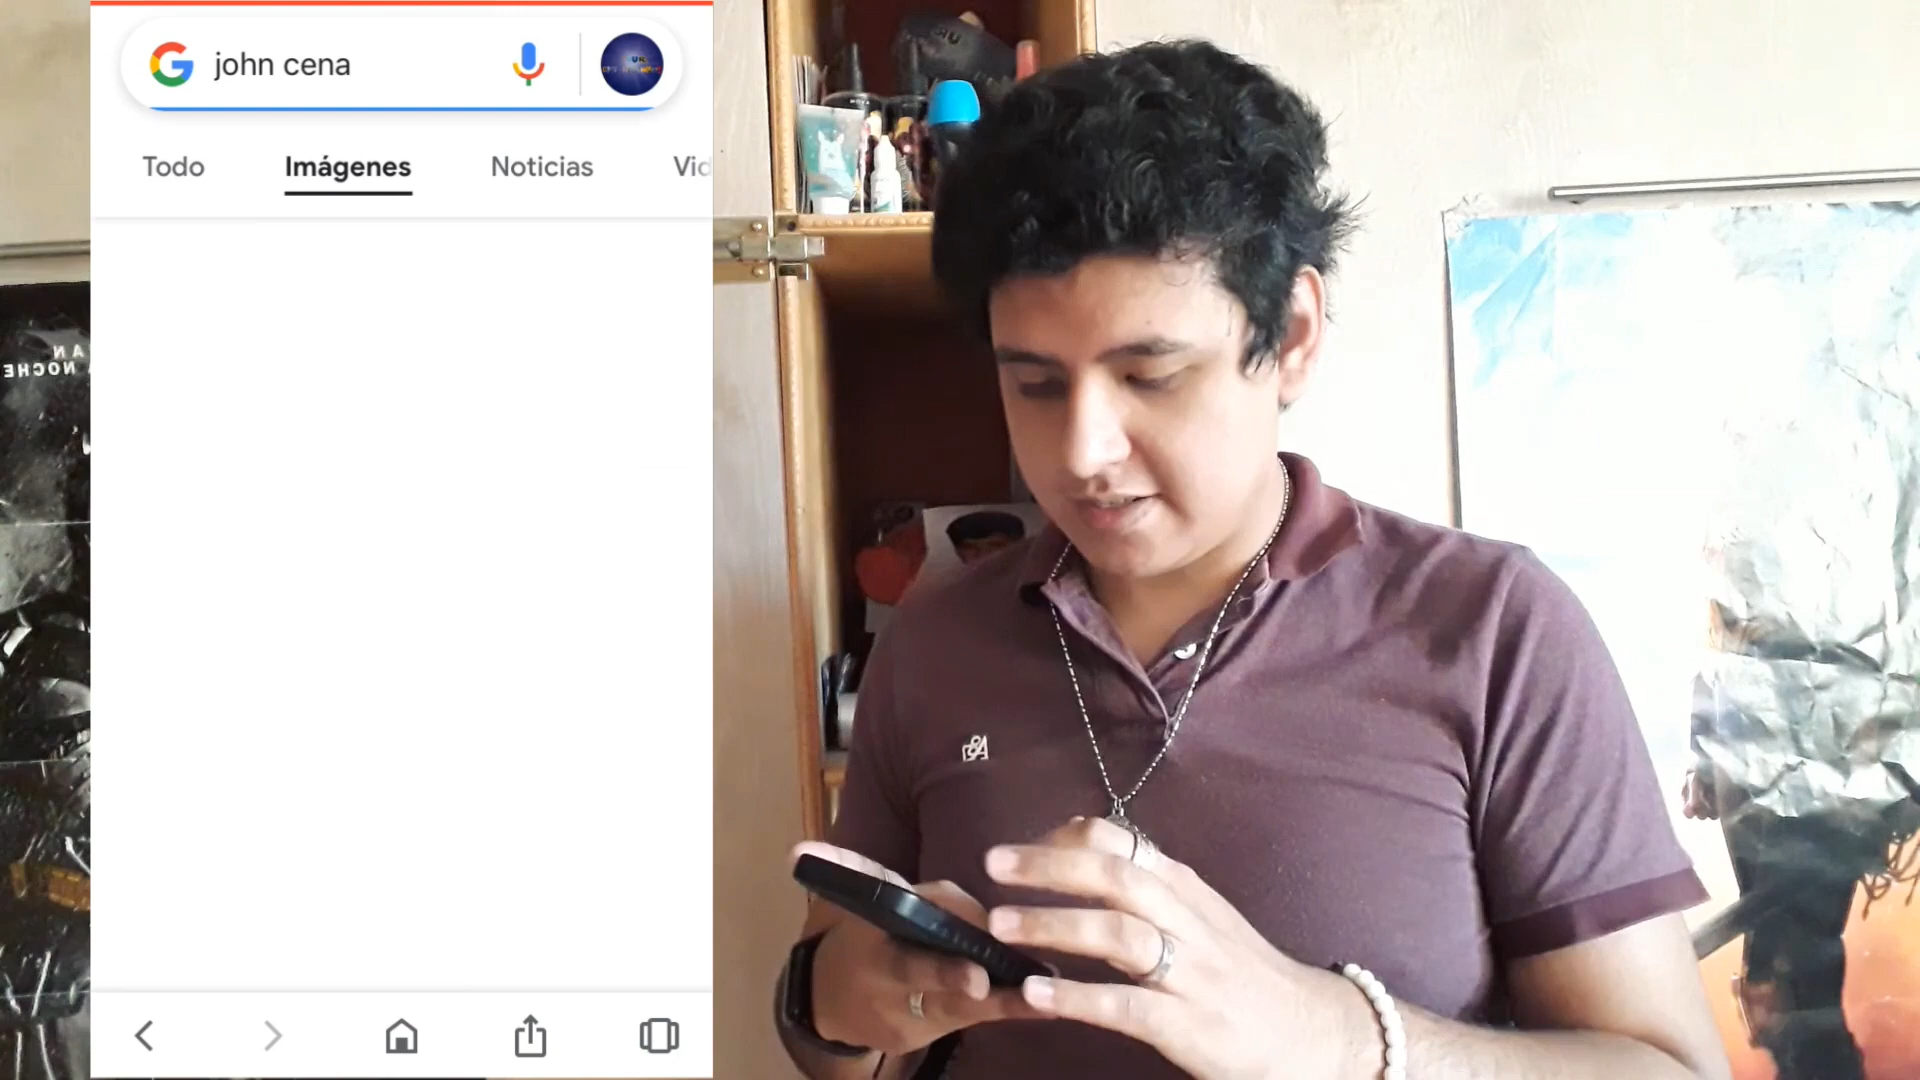 john cena
Todo
Imágenes
Noticias
Vid
NOCHE